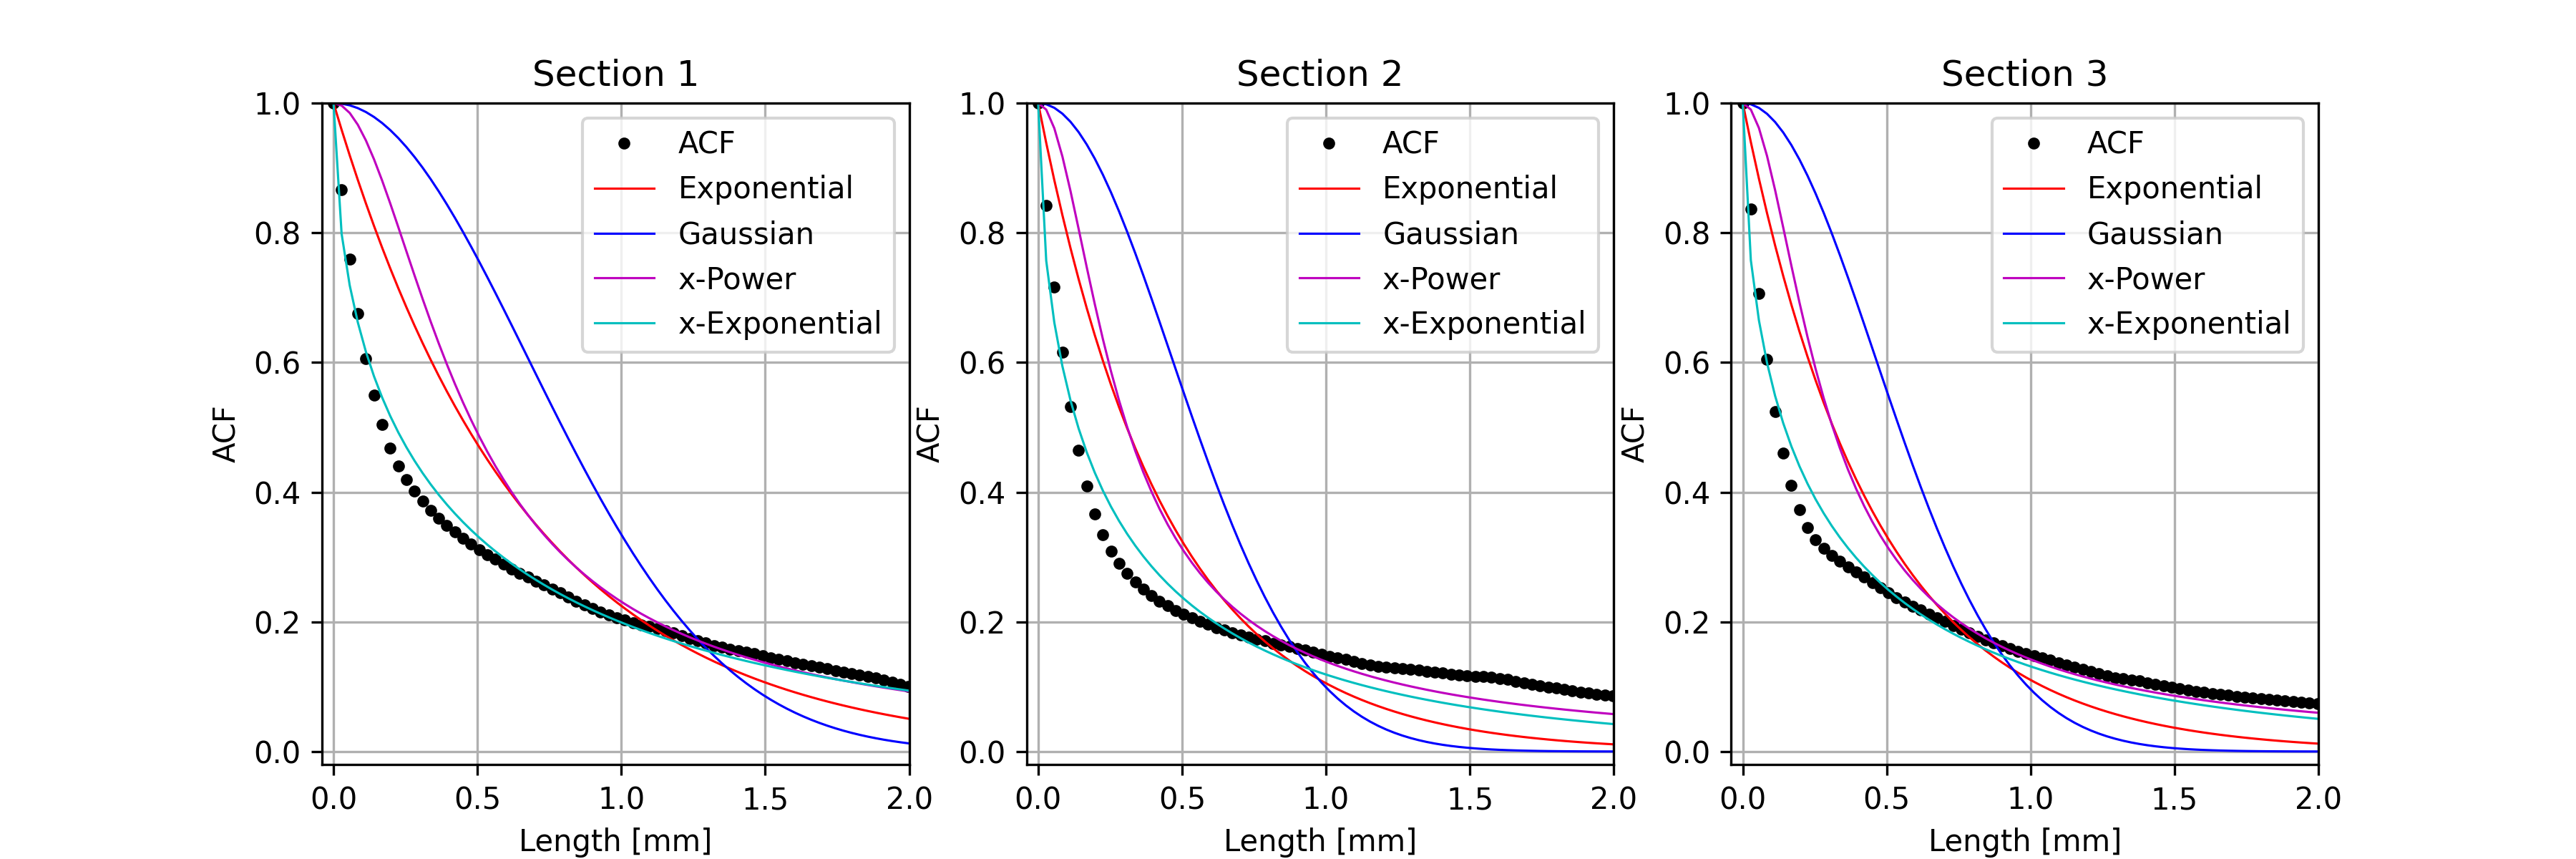 Section 1
1.0
0.8
0.6
0.4
0.2
0.0
ACF
0.0 0.5 1.0 1.5 2.0
Length [mm]
ACF
Exponential
Gaussian
x-Power
x-Exponential
Section 2
1.0
0.8
0.6
0.4
0.2
0.0
ACF
0.0 0.5 1.0 1.5 2.0
Length [mm]
ACF
Exponential
Gaussian
x-Power
x-Exponential
Section 3
1.0
0.8
0.6
0.4
0.2
0.0
ACF
0.0 0.5 1.0 1.5 2.0
Length [mm]
ACF
Exponential
Gaussian
x-Power
x-Exponential